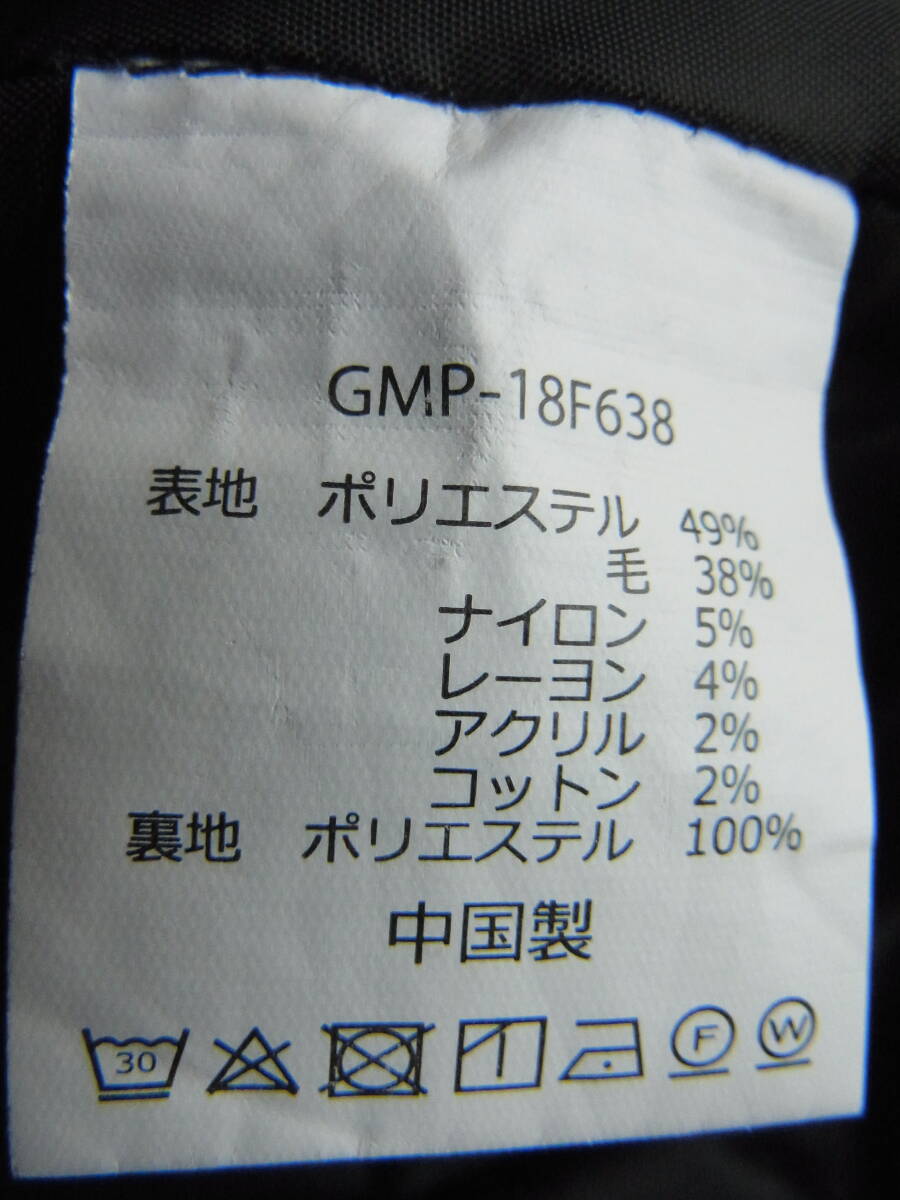 GMP-18F638
表地 ポリエステル 49%
毛 38%
ナイロン 5%
レーヨン 4%
アクリル 2%
コットン 2%
裏地 ポリエステル 100%
中国製
30 F W